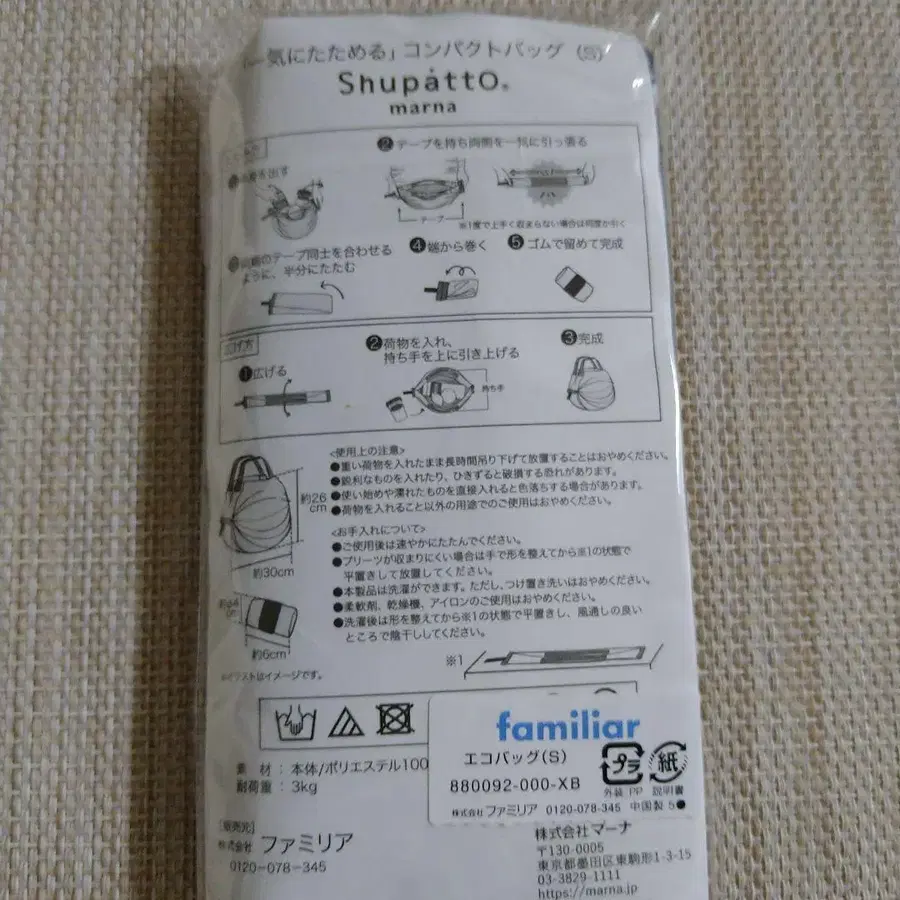 「一気にたためる」コンパクトバッグ(S)
Shupatto®
marna
❷テープを持ち両側を一気に引っ張る
を出す
テープ
※1度で上手く収まらない場合は何度か引く
のテープ同士を合わせる
ように、半分にたたむ
❹端から巻く
❺ゴムで留めて完成
❶広げる
❷荷物を入れ、
持ち手を上に引き上げる
持ち手
❸完成
<使用上の注意>
●重い荷物を入れたまま長時間吊り下げて放置することはおやめください。
●鋭利なものを入れたり、ひきずると破損する恐れがあります。
●使い始めや濡れたものを直接入れると色落ちする場合があります。
●荷物を入れること以外の用途でのご使用はおやめください。
約26cm
約30cm
<お手入れについて>
●ご使用後は速やかにたたんでください。
●プリーツが収まりにくい場合は手で形を整えてから※1の状態で
平置きして放置してください。
●本製品は洗濯ができます。ただし、つけ置き洗いはおやめください。
●柔軟剤、乾燥機、アイロンのご使用はおやめください。
●洗濯後は形を整えてから※1の状態で平置きし、風通しの良い
ところで陰干ししてください。
約6cm
※イラストはイメージです。
※1
素 材:本体/ポリエステル100
耐荷重:3kg
familiar
エコバッグ(S)
880092-000-XB
プラ
外装 PP
紙
説明書
株式会社 ファミリア 0120-078-345 中国製 5●
[販売元]
株式会社 ファミリア
0120-078-345
株式会社マーナ
〒130-0005
東京都墨田区東駒形1-3-15
03-3829-1111
https://marna.jp